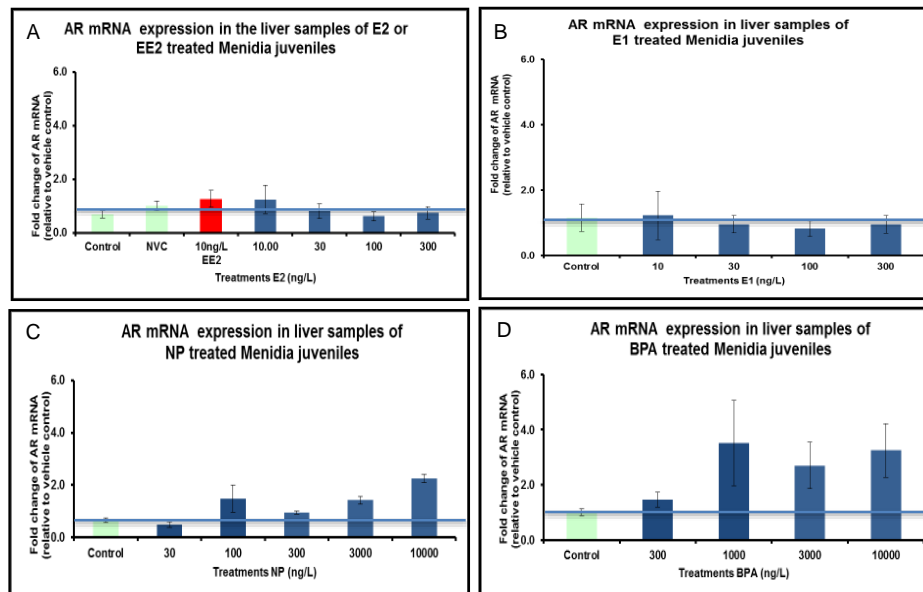 A
AR mRNA expression in the liver samples of E2 or
EE2 treated Menidia juveniles
Fold change of AR mRNA
(relative to vehicle control)
6.0
4.0
2.0
0.0
Control NVC 10ng/L 10.00 30 100 300
EE2
Treatments E2 (ng/L)
B
AR mRNA expression in liver samples of
E1 treated Menidia juveniles
Fold change of AR mRNA
(relative to vehicle control)
6.0
4.0
2.0
0.0
Control 10 30 100 300
Treatments E1 (ng/L)
C
AR mRNA expression in liver samples of
NP treated Menidia juveniles
Fold change of AR mRNA
(relative to vehicle control)
6.0
4.0
2.0
0.0
Control 30 100 300 3000 10000
Treatments NP (ng/L)
D
AR mRNA expression in liver samples of
BPA treated Menidia juveniles
Fold change of AR mRNA
(relative to vehicle control)
6.0
4.0
2.0
0.0
Control 300 1000 3000 10000
Treatments BPA (ng/L)